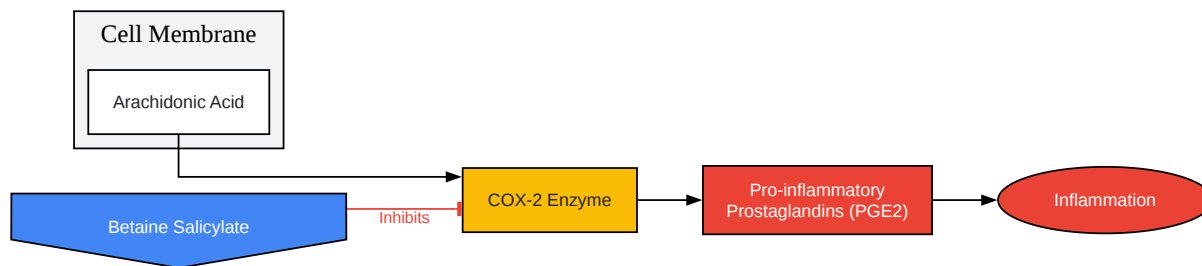 Cell Membrane
Arachidonic Acid
Betaine Salicylate
Inhibits
COX-2 Enzyme
Pro-inflammatory
Prostaglandins (PGE2)
Inflammation